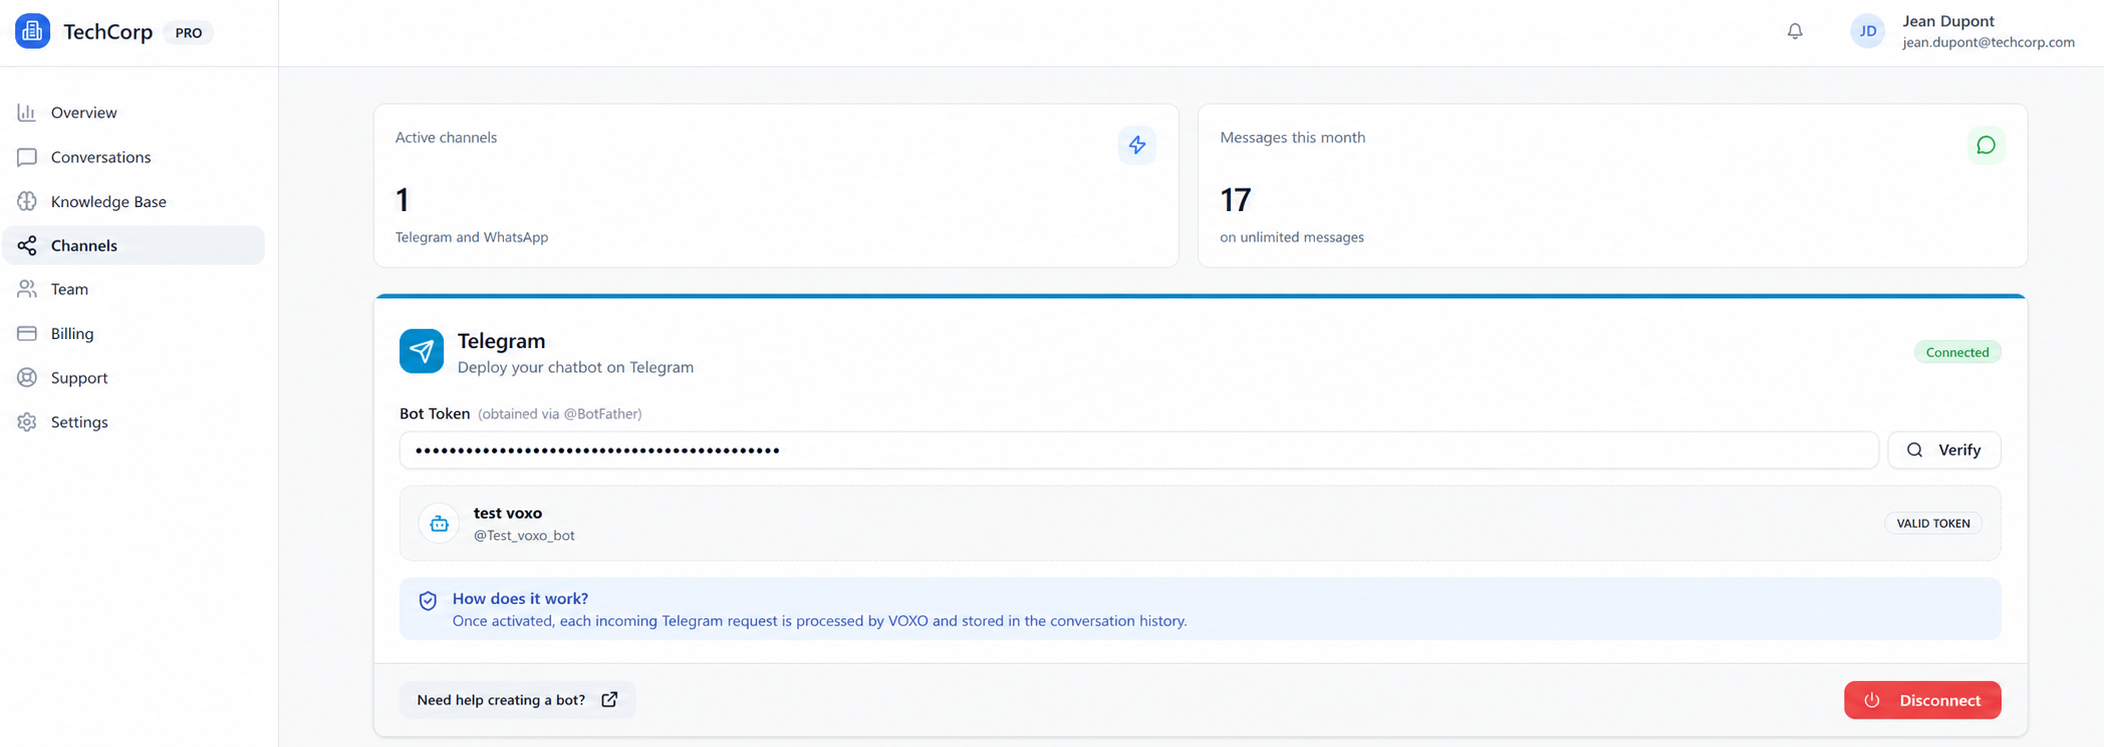 TechCorp PRO
Jean Dupont
JD
jean.dupont@techcorp.com
Overview
Conversations
Knowledge Base
Channels
Team
Billing
Support
Settings
Active channels
1
Telegram and WhatsApp
Messages this month
17
on unlimited messages
Telegram
Deploy your chatbot on Telegram
Connected
Bot Token (obtained via @BotFather)
••••••••••••••••••••••••••••••••••••••••••••
Verify
test voxo
@Test_voxo_bot
VALID TOKEN
How does it work?
Once activated, each incoming Telegram request is processed by VOXO and stored in the conversation history.
Need help creating a bot?
Disconnect